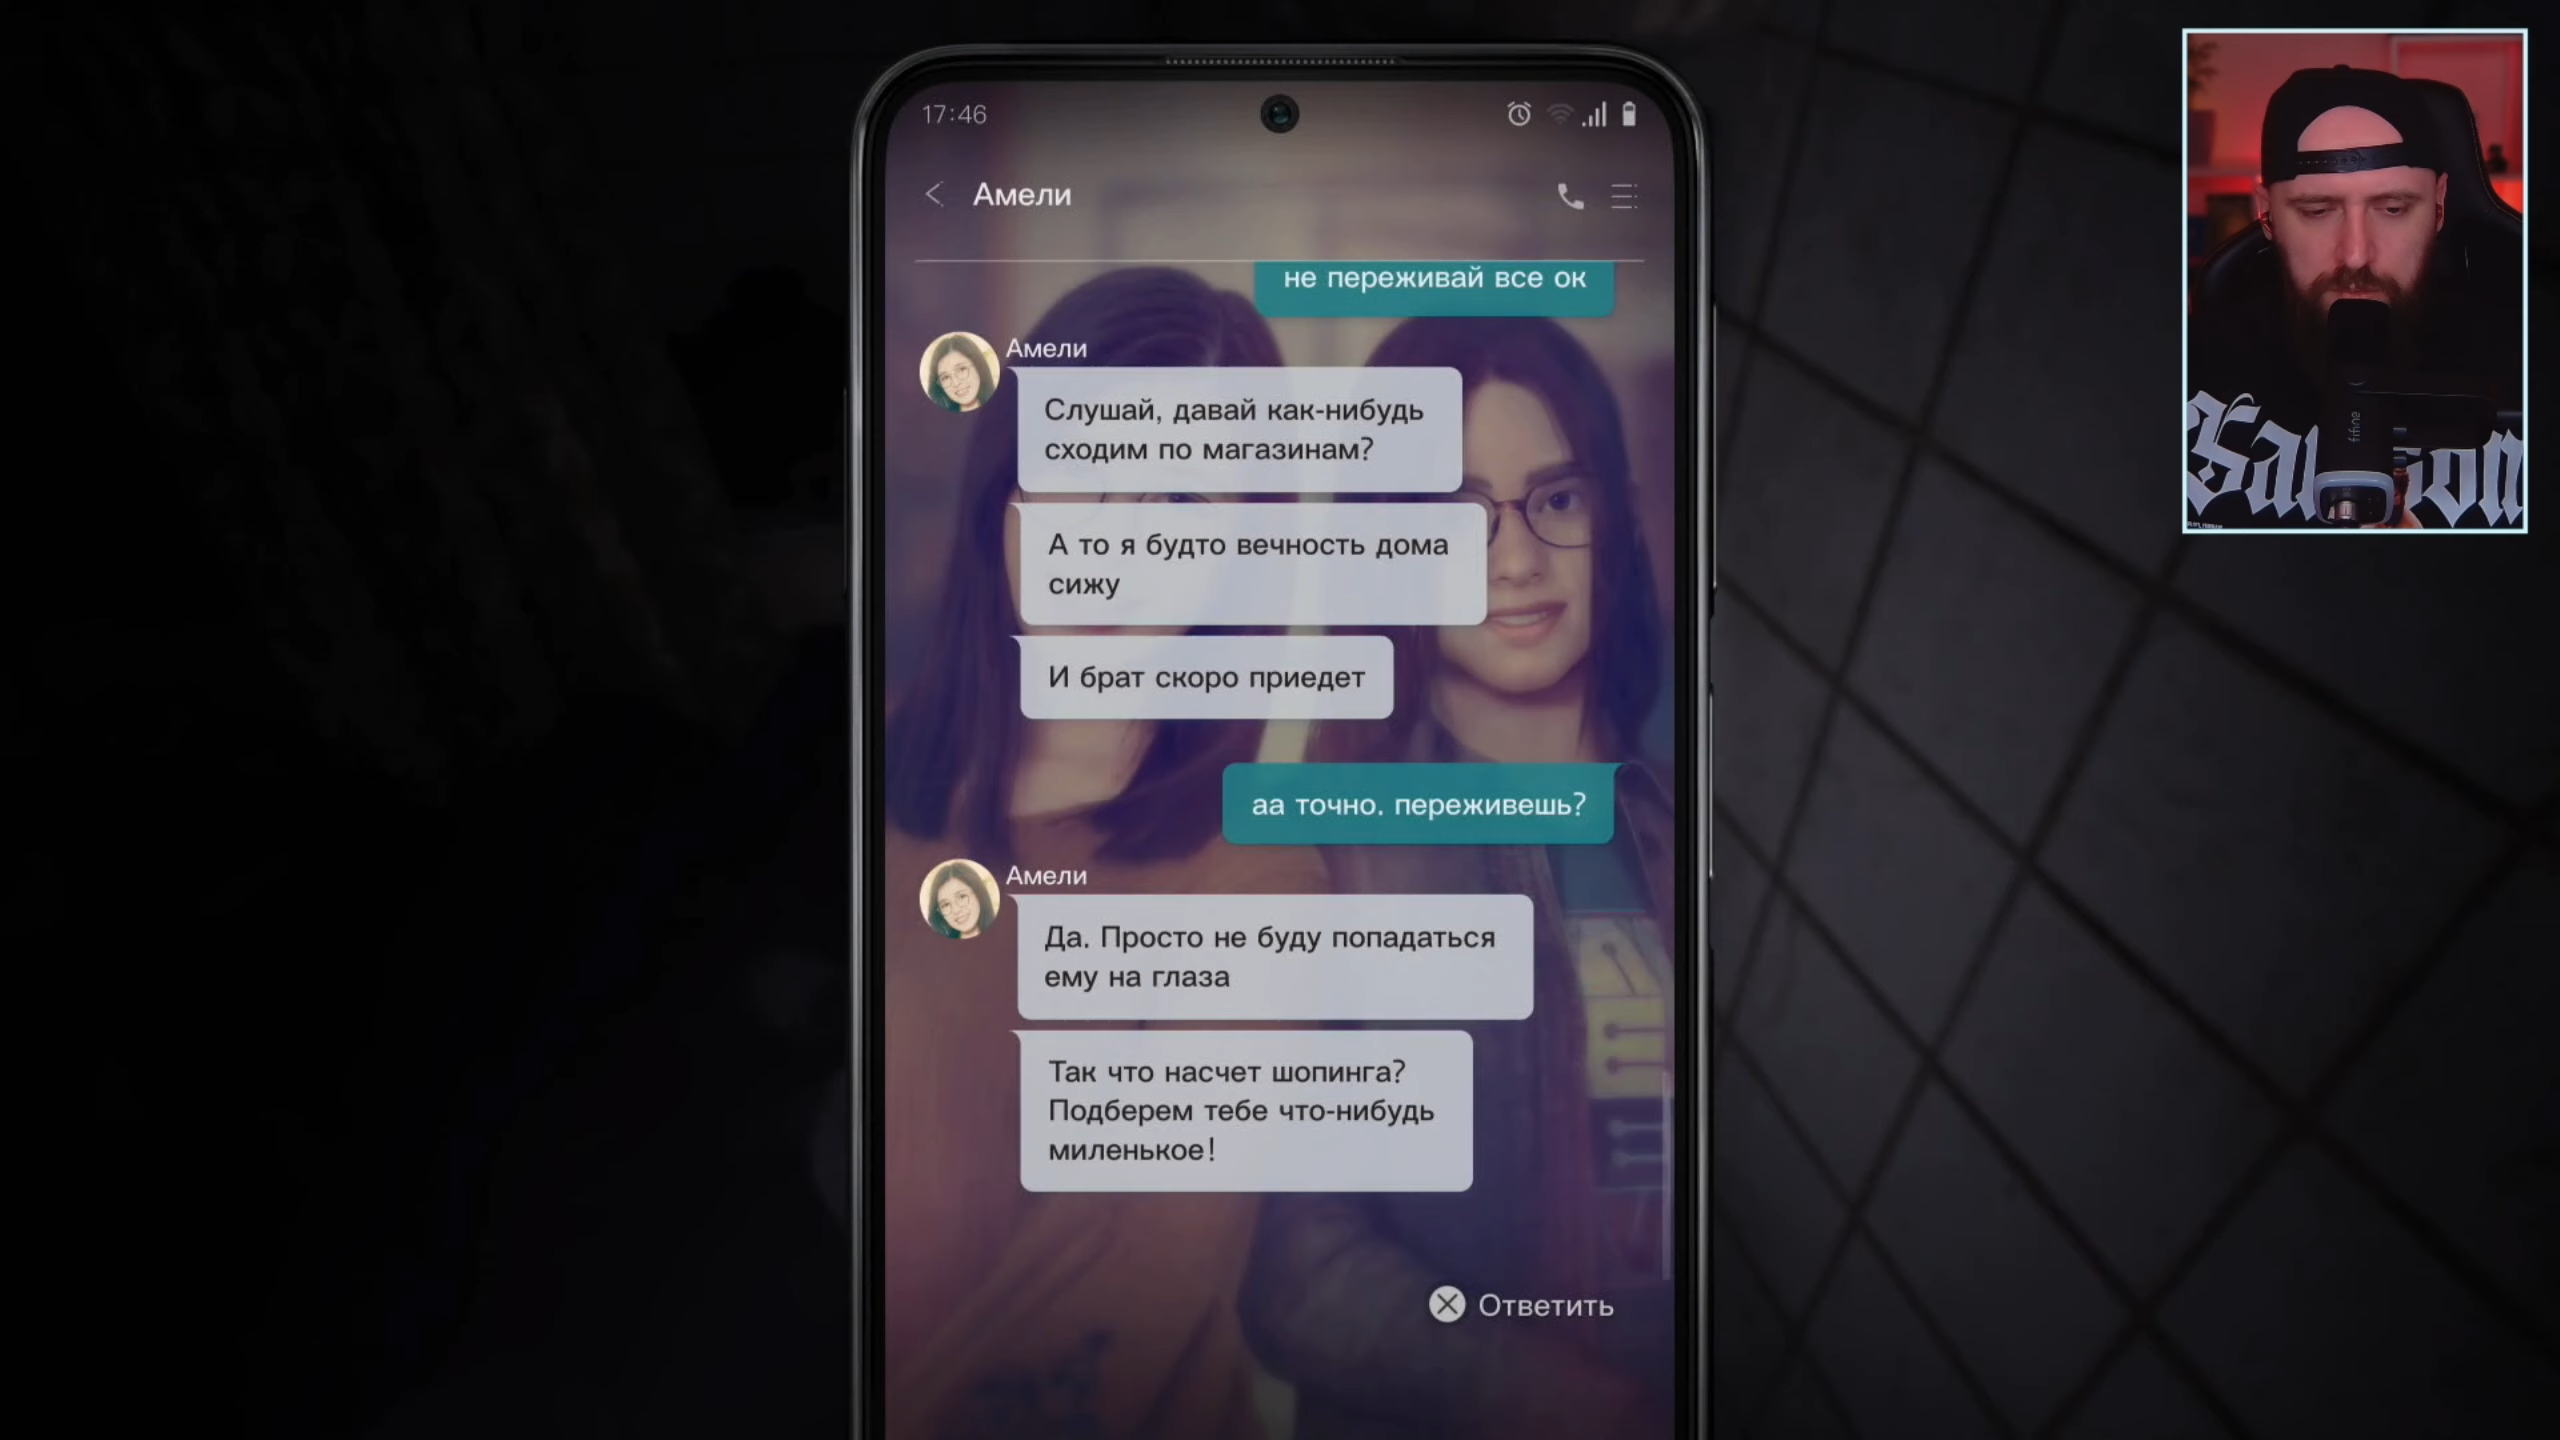 17:46
Амели
не переживай все ок
Амели
Слушай, давай как-нибудь
сходим по магазинам?
А то я будто вечность дома
сижу
И брат скоро приедет
аа точно. переживешь?
Амели
Да. Просто не буду попадаться
ему на глаза
Так что насчет шопинга?
Подберем тебе что-нибудь
миленькое!
Ответить
fifine